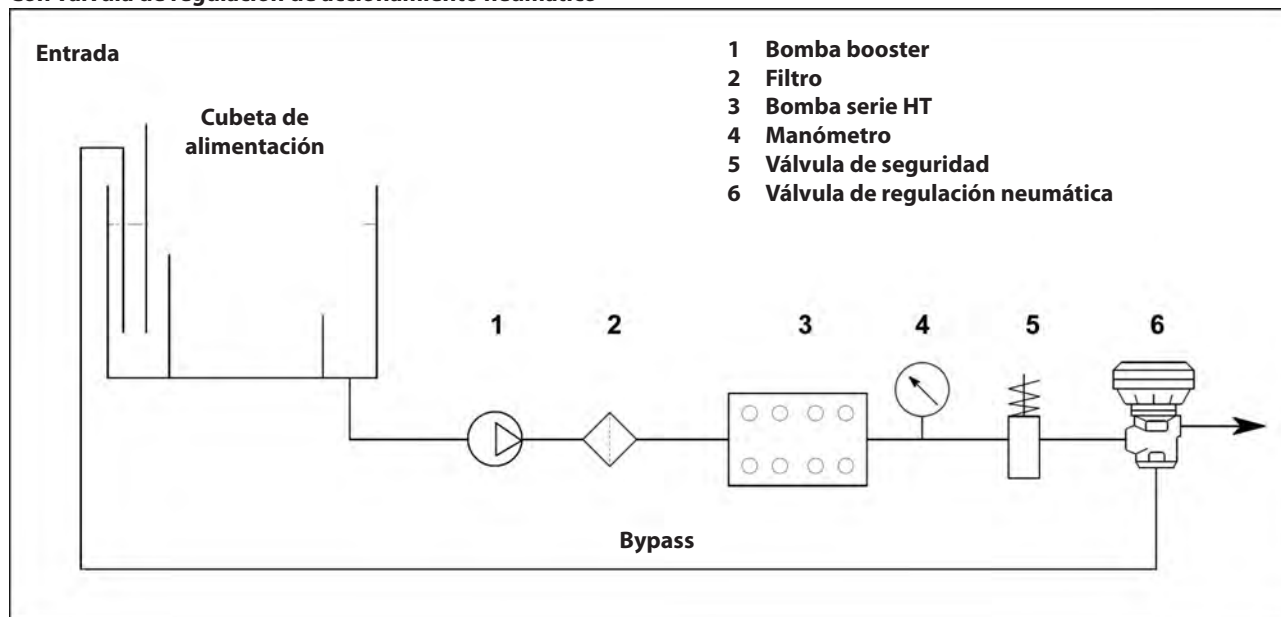 Entrada
Cubeta de
alimentación
1 Bomba booster
2 Filtro
3 Bomba serie HT
4 Manómetro
5 Válvula de seguridad
6 Válvula de regulación neumática
1 2 3 4 5 6
Bypass